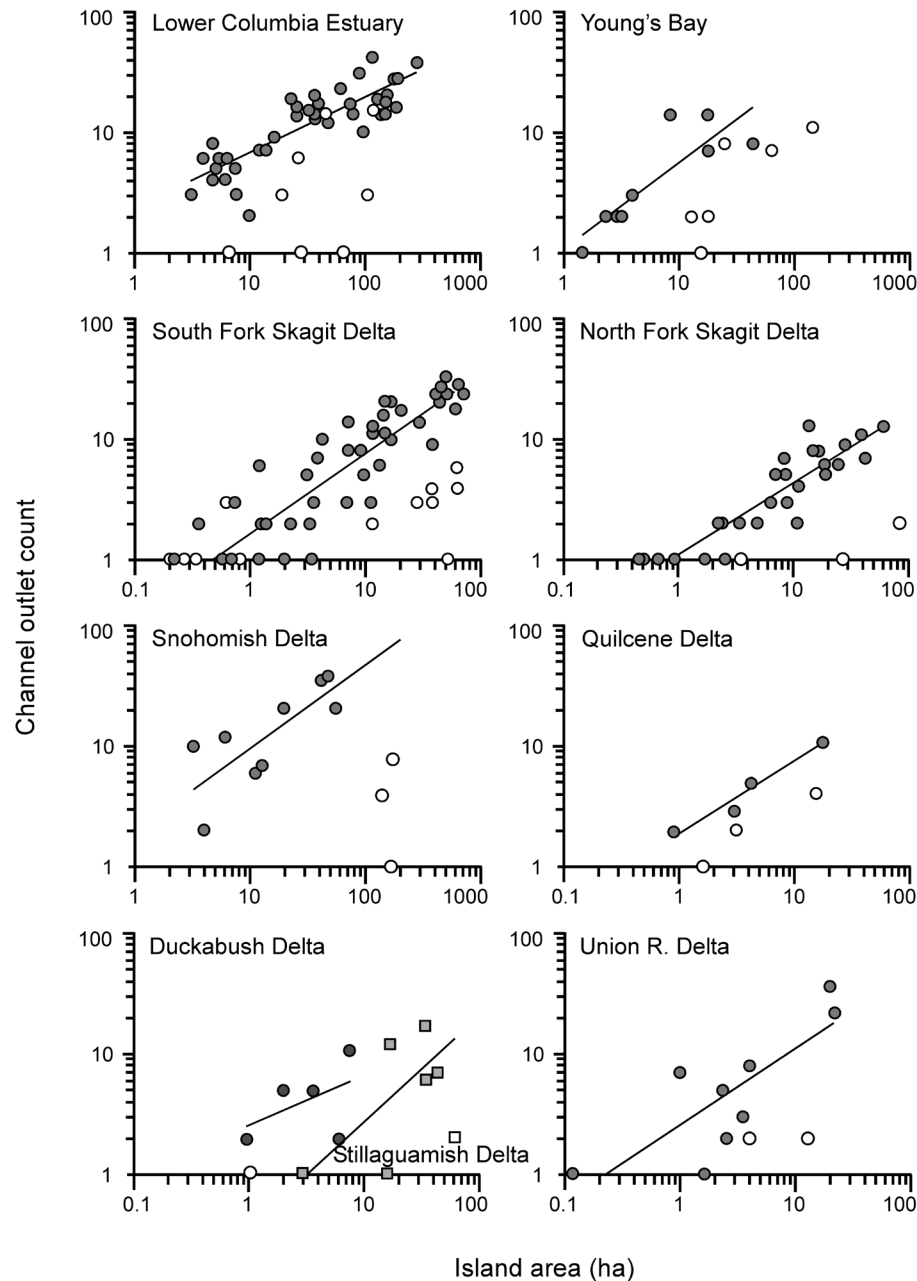 Lower Columbia Estuary
100
10
1
1 10 100 1000
Young's Bay
100
10
1
1 10 100 1000
South Fork Skagit Delta
100
10
1
0.1 1 10 100
North Fork Skagit Delta
100
10
1
0.1 1 10 100
Channel outlet count
Snohomish Delta
100
10
1
1 10 100 1000
Quilcene Delta
100
10
1
0.1 1 10 100
Duckabush Delta
100
10
Stillaguamish Delta
1
0.1 1 10 100
Union R. Delta
100
10
1
0.1 1 10 100
Island area (ha)